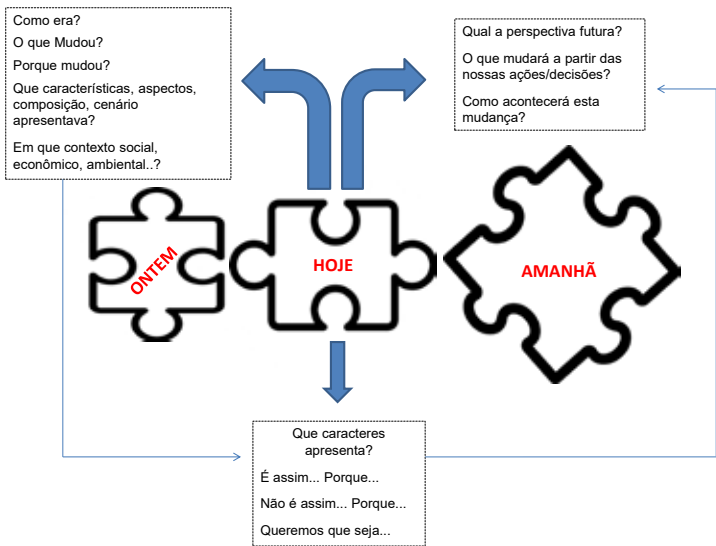 Como era?
O que Mudou?
Porque mudou?
Que características, aspectos,
composição, cenário
apresentava?
Em que contexto social,
econômico, ambiental..?
Qual a perspectiva futura?
O que mudará a partir das
nossas ações/decisões?
Como acontecerá esta
mudança?
ONTEM
HOJE
AMANHÃ
Que caracteres
apresenta?
É assim... Porque...
Não é assim... Porque...
Queremos que seja...